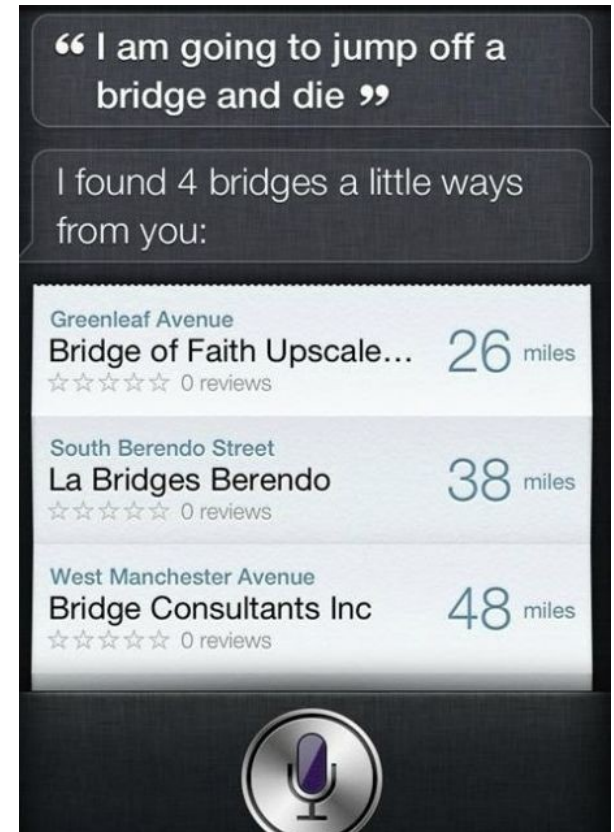 “ I am going to jump off a
bridge and die ”
I found 4 bridges a little ways
from you:
Greenleaf Avenue
Bridge of Faith Upscale...
26 miles
0 reviews
South Berendo Street
La Bridges Berendo
38 miles
0 reviews
West Manchester Avenue
Bridge Consultants Inc
48 miles
0 reviews